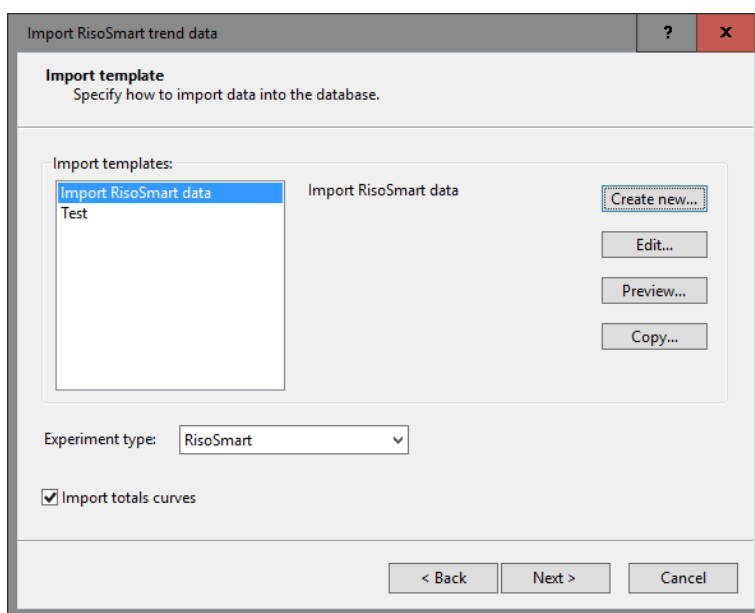 Import RisoSmart trend data
? x
Import template
Specify how to import data into the database.
Import templates:
Import RisoSmart data
Test
Import RisoSmart data
Create new...
Edit...
Preview...
Copy...
Experiment type:
RisoSmart
Import totals curves
< Back
Next >
Cancel